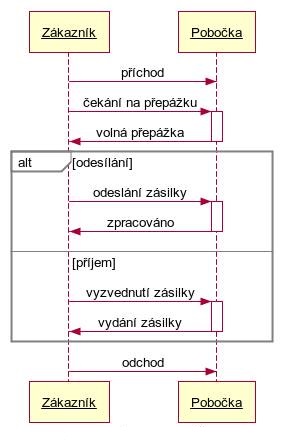 Zákazník
Pobočka
příchod
čekání na přepážku
volná přepážka
alt
[odesílání]
odeslání zásilky
zpracováno
[příjem]
vyzvednutí zásilky
vydání zásilky
odchod
Zákazník
Pobočka